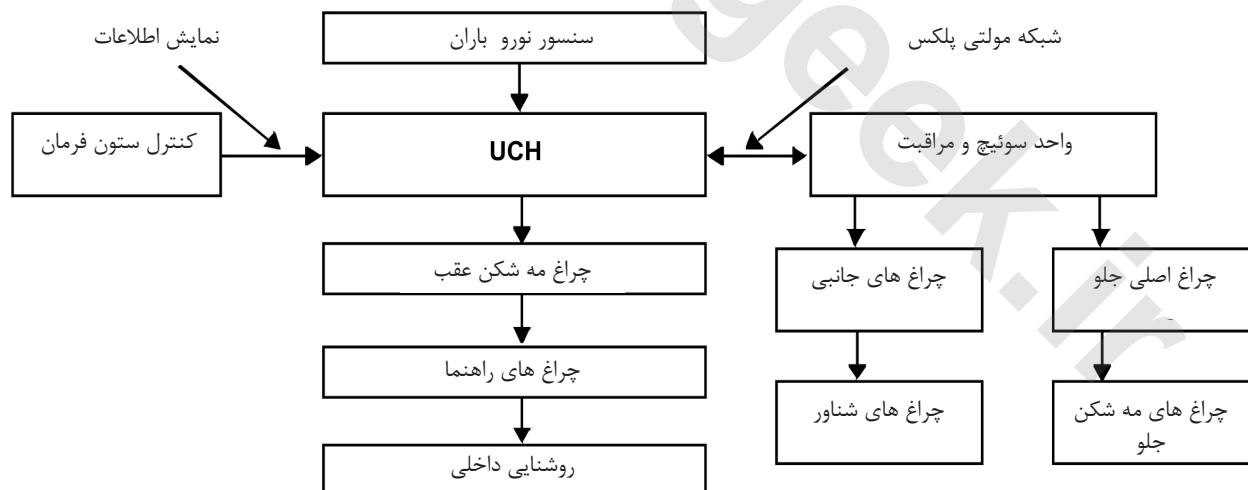 نمایش اطلاعات
سنسور نورو باران
شبکه مولتی پلکس
کنترل ستون فرمان
UCH
واحد سوئیچ و مراقبت
چراغ مه شکن عقب
چراغ های جانبی
چراغ اصلی جلو
چراغ های راهنما
چراغ های شناور
چراغ های مه شکن
جلو
روشنایی داخلی
geek.ir